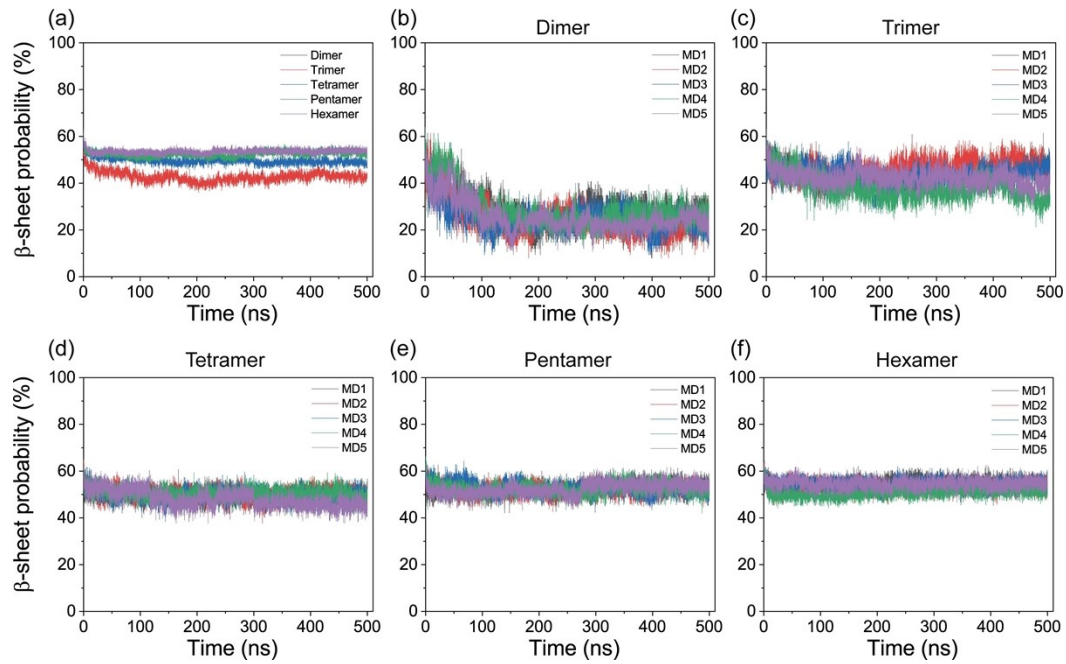 (a)
β-sheet probability (%)
100
80
60
40
20
0
Dimer
Trimer
Tetramer
Pentamer
Hexamer
0 100 200 300 400 500
Time (ns)
(b)
Dimer
100
80
60
40
20
0
MD1
MD2
MD3
MD4
MD5
0 100 200 300 400 500
Time (ns)
(c)
Trimer
100
80
60
40
20
0
MD1
MD2
MD3
MD4
MD5
0 100 200 300 400 500
Time (ns)
(d)
Tetramer
β-sheet probability (%)
100
80
60
40
20
0
MD1
MD2
MD3
MD4
MD5
0 100 200 300 400 500
Time (ns)
(e)
Pentamer
100
80
60
40
20
0
MD1
MD2
MD3
MD4
MD5
0 100 200 300 400 500
Time (ns)
(f)
Hexamer
100
80
60
40
20
0
MD1
MD2
MD3
MD4
MD5
0 100 200 300 400 500
Time (ns)